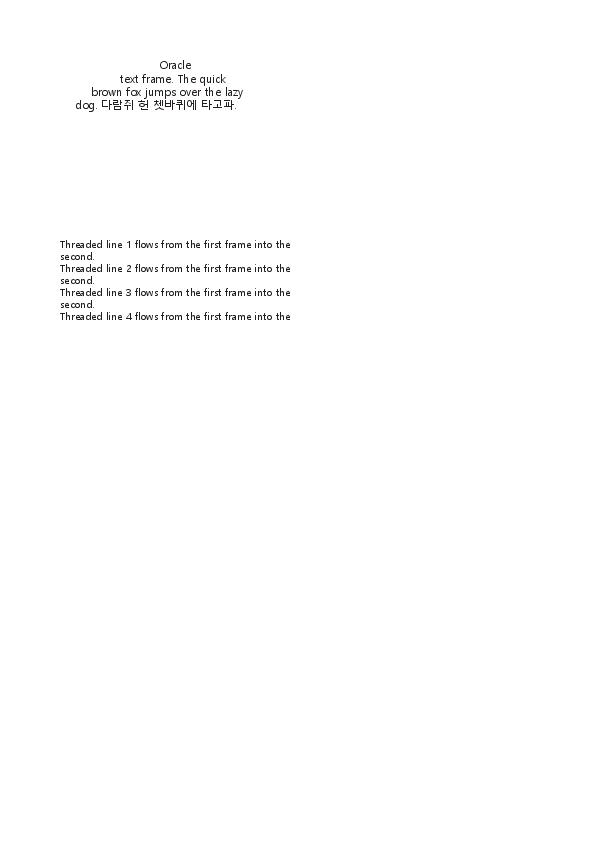 Oracle
text frame. The quick
brown fox jumps over the lazy
dog. 다람쥐 헌 쳇바퀴에 타고파.
Threaded line 1 flows from the first frame into the
second.
Threaded line 2 flows from the first frame into the
second.
Threaded line 3 flows from the first frame into the
second.
Threaded line 4 flows from the first frame into the